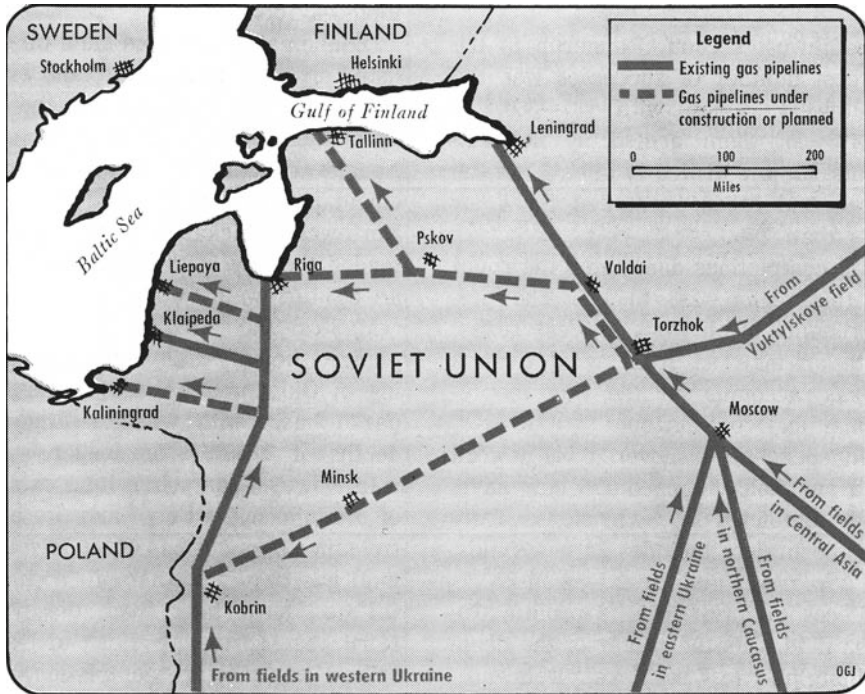 SWEDEN
Stockholm
FINLAND
Helsinki
Gulf of Finland
Tallinn
Leningrad
Legend
Existing gas pipelines
Gas pipelines under
construction or planned
0 100 200
Miles
Baltic Sea
Liepaya
Riga
Pskov
Valdai
Klaipeda
Torzhok
From
Vuktylskoye field
SOVIET UNION
Kaliningrad
Moscow
Minsk
From fields
in Central Asia
POLAND
Kobrin
From fields
in eastern Ukraine
From fields
in northern Caucasus
From fields in western Ukraine
OGJ